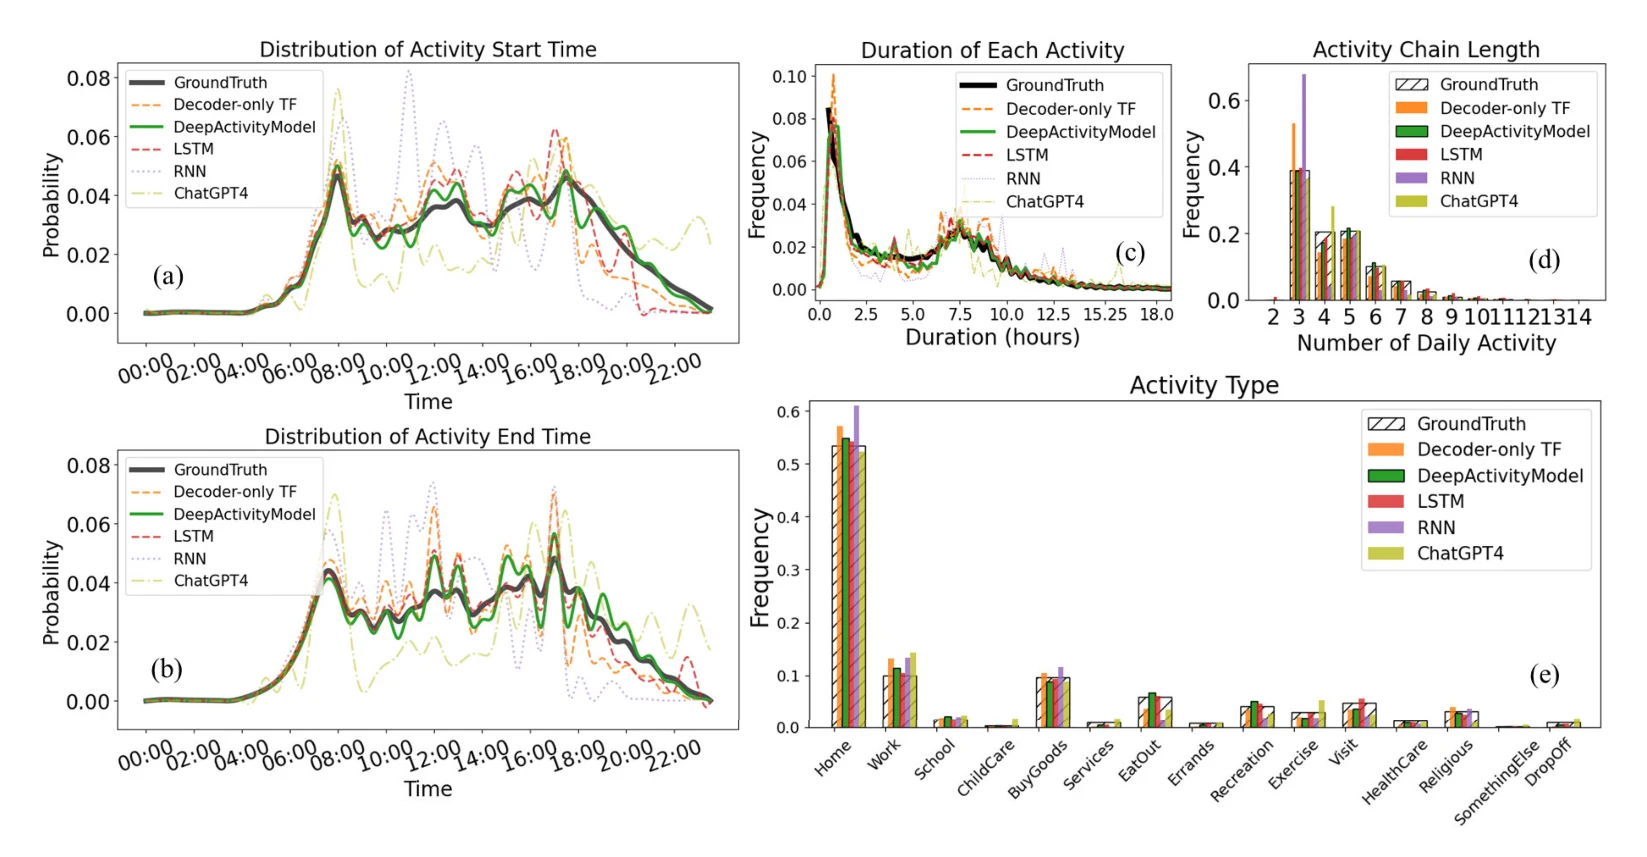 Distribution of Activity Start Time
Probability
0.08
0.06
0.04
0.02
0.00
GroundTruth
Decoder-only TF
DeepActivityModel
LSTM
RNN
ChatGPT4
(a)
00:00 02:00 04:00 06:00 08:00 10:00 12:00 14:00 16:00 18:00 20:00 22:00
Time
Distribution of Activity End Time
Probability
0.08
0.06
0.04
0.02
0.00
GroundTruth
Decoder-only TF
DeepActivityModel
LSTM
RNN
ChatGPT4
(b)
00:00 02:00 04:00 06:00 08:00 10:00 12:00 14:00 16:00 18:00 20:00 22:00
Time
Duration of Each Activity
Frequency
0.10
0.08
0.06
0.04
0.02
0.00
GroundTruth
Decoder-only TF
DeepActivityModel
LSTM
RNN
ChatGPT4
(c)
0.0 2.5 5.0 7.5 10.0 12.5 15.25 18.0
Duration (hours)
Activity Chain Length
Frequency
0.6
0.4
0.2
0.0
GroundTruth
Decoder-only TF
DeepActivityModel
LSTM
RNN
ChatGPT4
(d)
2 3 4 5 6 7 8 9 10 11 12 13 14
Number of Daily Activity
Activity Type
Frequency
0.6
0.5
0.4
0.3
0.2
0.1
0.0
GroundTruth
Decoder-only TF
DeepActivityModel
LSTM
RNN
ChatGPT4
(e)
Home Work School ChildCare BuyGoods Services EatOut Errands Recreation Exercise Visit HealthCare Religious SomethingElse DropOff